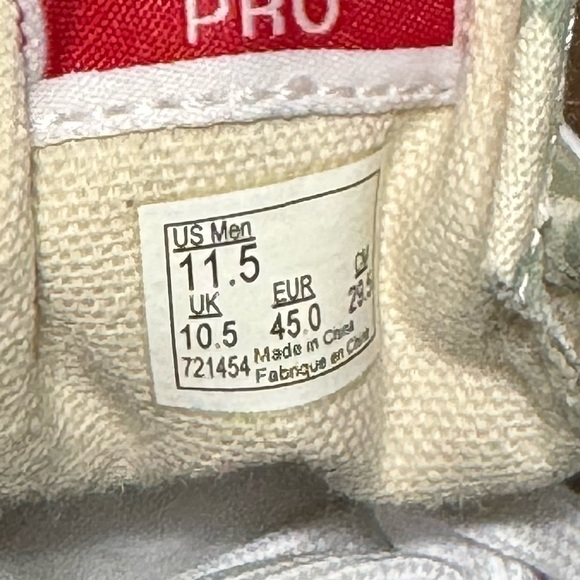 PRO
US Men
11.5
UK EUR CM
10.5 45.0 29.5
721454 Made in China
Fabriqué en Chine